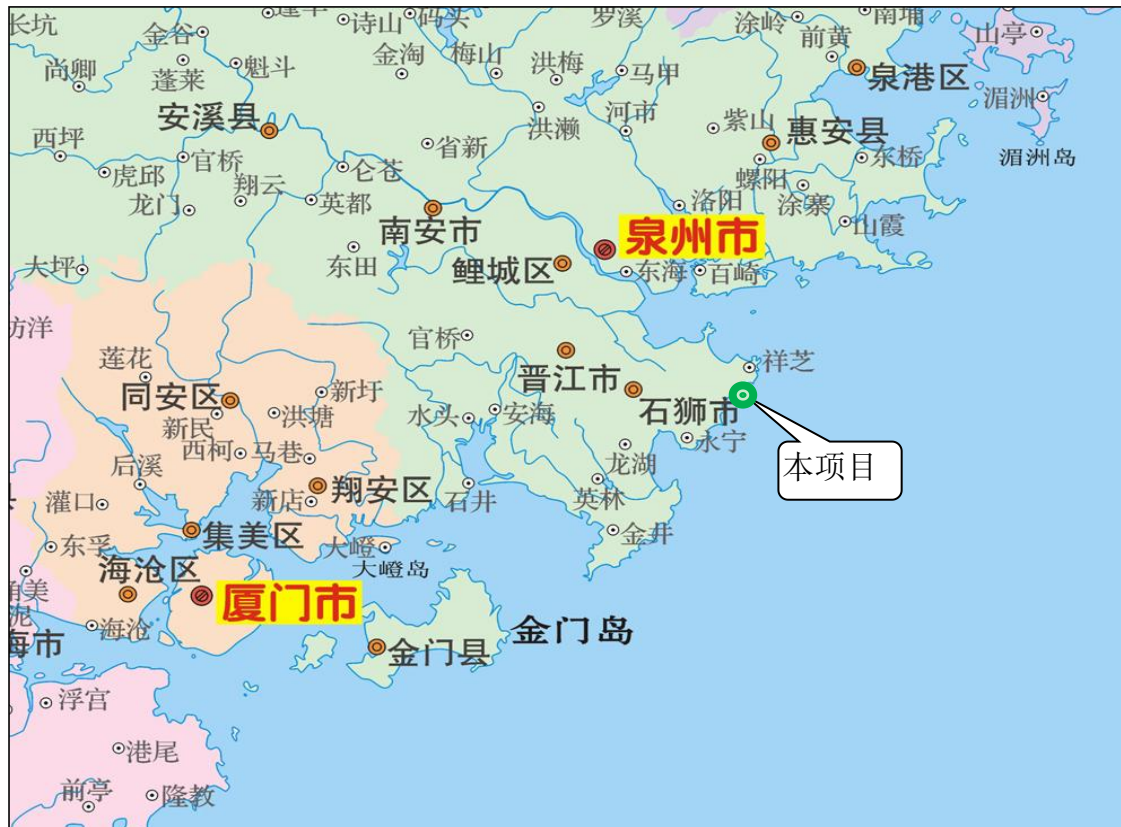 长坑
金谷
蓬莱
魁斗
尚卿
诗山
码头
金淘
梅山
洪梅
罗溪
马甲
涂岭
前黄
南埔
泉港区
山亭
湄洲
湄洲岛
安溪县
西坪
官桥
虎邱
龙门
翔云
英都
仑苍
省新
洪濑
河市
紫山
惠安县
东桥
螺阳
涂寨
洛阳
山霞
南安市
泉州市
东田
鲤城区
东海
百崎
大坪
官桥
晋江市
祥芝
石狮市
永宁
本项目
莲花
同安区
新圩
新民
洪塘
西柯
马巷
水头
安海
龙湖
后溪
灌口
新店
翔安区
石井
英林
金井
集美区
东孚
大嶝
大嶝岛
海沧区
厦门市
角美
海沧
海市
金门县
金门岛
浮宫
港尾
前亭
隆教